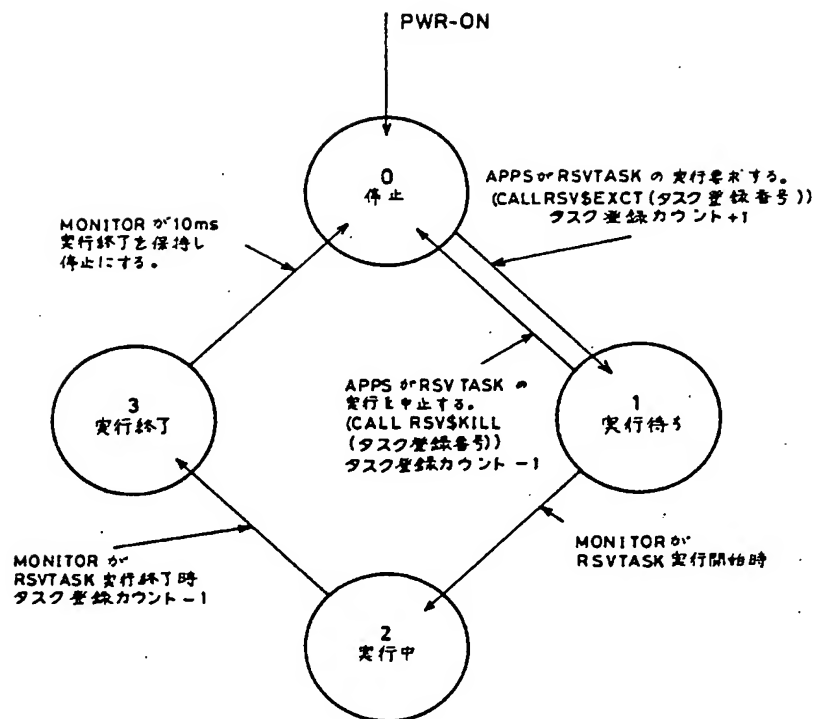 PWR-ON
0
停止
APPSがRSVTASKの実行要求する。
(CALLRSV$EXCT(タスク登録番号))
タスク登録カウント+1
MONITORが10ms
実行終了を保持し
停止にする。
3
実行終了
1
実行待ち
APPSがRSV TASKの
実行を中止する。
(CALL RSV$KILL
(タスク登録番号))
タスク登録カウント-1
MONITORが
RSVTASK実行開始時
MONITORが
RSVTASK実行終了時
タスク登録カウント-1
2
実行中